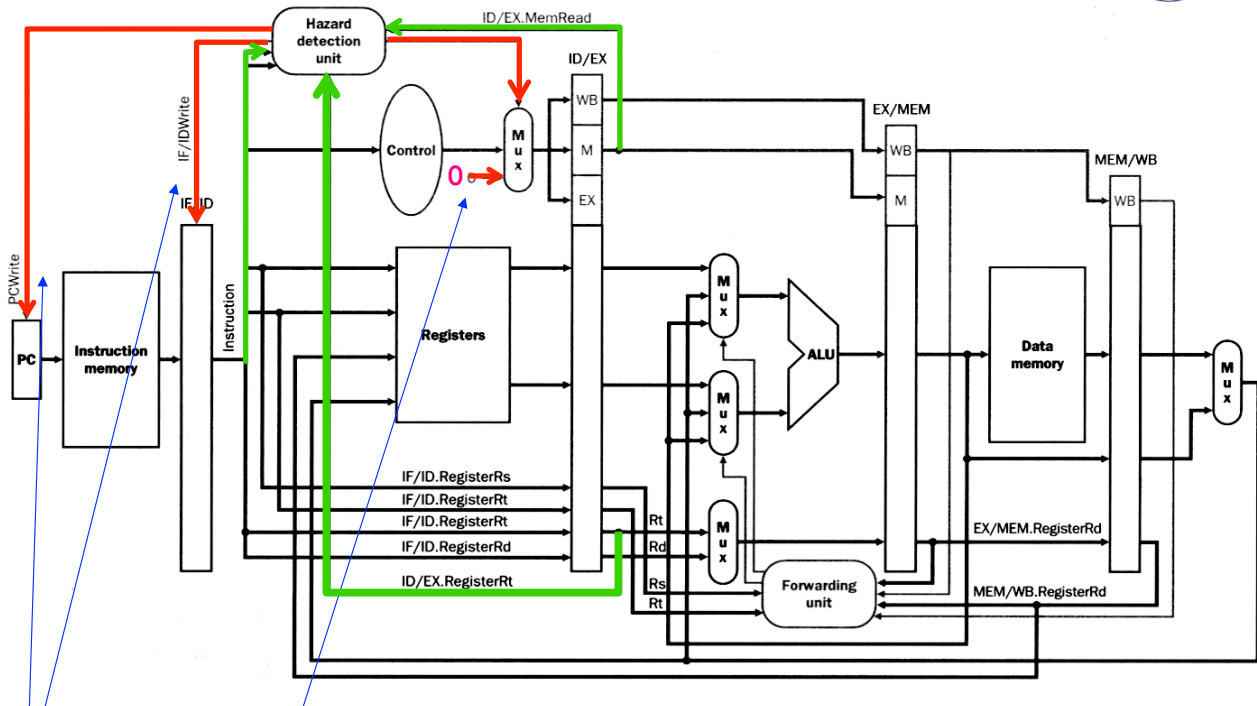 Hazard
detection
unit
ID/EX.MemRead
ID/EX
WB
M
EX
EX/MEM
WB
M
MEM/WB
WB
IF/IDWrite
PCWrite
Control
M
u
x
0
0
IF/ID
Instruction
PC
Instruction
memory
Registers
M
u
x
M
u
x
ALU
Data
memory
M
u
x
IF/ID.RegisterRs
IF/ID.RegisterRt
IF/ID.RegisterRt
IF/ID.RegisterRd
ID/EX.RegisterRt
Rt
Rd
M
u
x
Rs
Rt
Forwarding
unit
EX/MEM.RegisterRd
MEM/WB.RegisterRd